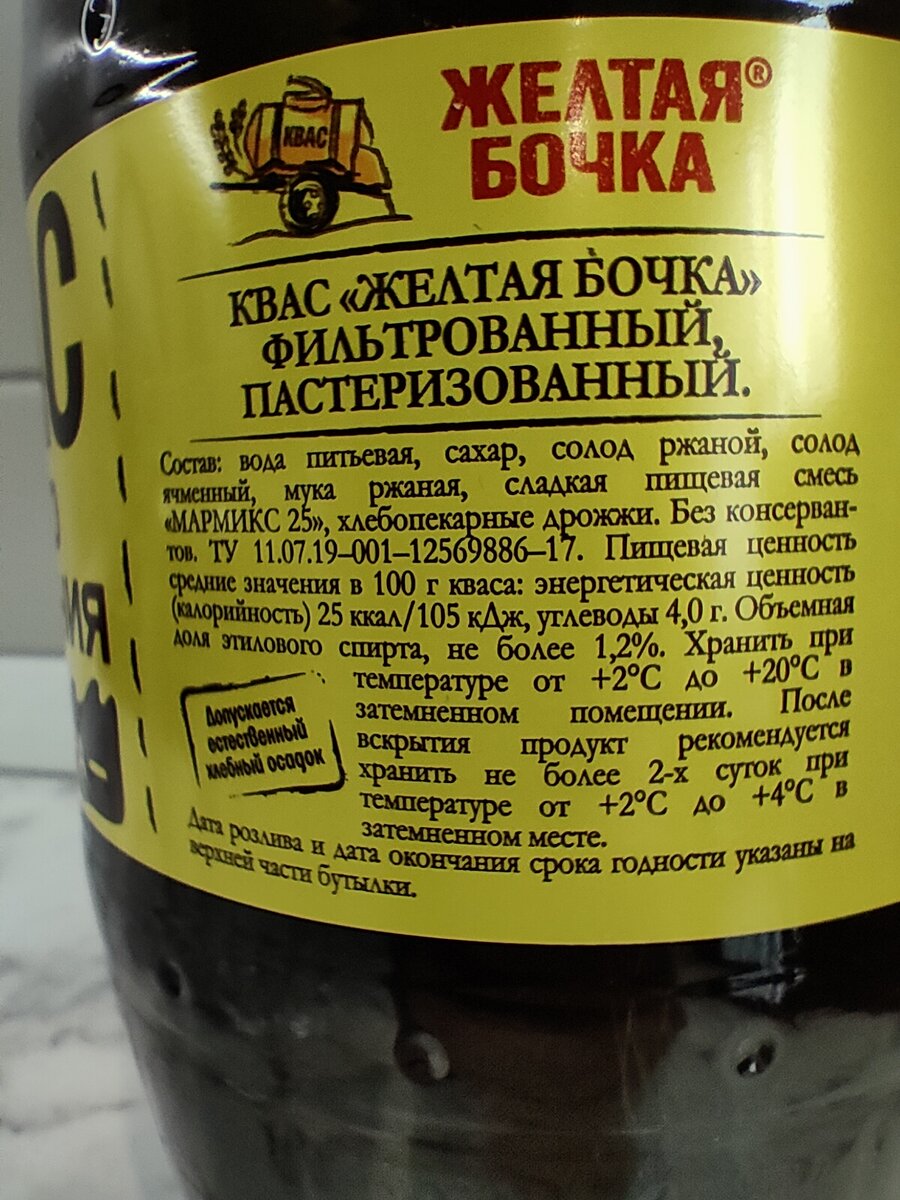 КВАС
ЖЕЛТАЯ®
БОЧКА
КВАС «ЖЕЛТАЯ БОЧКА»
ФИЛЬТРОВАННЫЙ,
ПАСТЕРИЗОВАННЫЙ.
Состав: вода питьевая, сахар, солод ржаной, солод
ячменный, мука ржаная, сладкая пищевая смесь
«МАРМИКС 25», хлебопекарные дрожжи. Без консерван-
тов. ТУ 11.07.19–001–12569886–17. Пищевая ценность
средние значения в 100 г кваса: энергетическая ценность
(калорийность) 25 ккал/105 кДж, углеводы 4,0 г. Объемная
доля этилового спирта, не более 1,2%. Хранить при
температуре от +2°С до +20°С в
затемненном помещении. После
вскрытия продукт рекомендуется
хранить не более 2-х суток при
температуре от +2°С до +4°С в
затемненном месте.
Допускается
естественный
хлебный осадок
Дата розлива и дата окончания срока годности указаны на
верхней части бутылки.